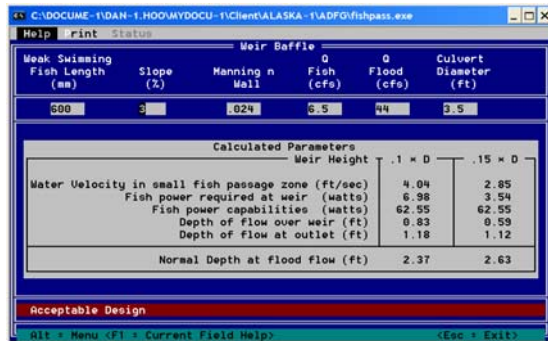 C:\DOCUME~1\DAN-1.HOO\MYDOCU~1\Client\ALASKA~1\ADFG\fishpass.exe
Help Print Status
Weir Baffle
Weak Swimming Q Q Culvert
Fish Length Slope Manning n Fish Flood Diameter
(mm) (%) Wall (cfs) (cfs) (ft)
600 3 .024 6.5 44 3.5
Calculated Parameters
Weir Height .1 × D .15 × D
Water Velocity in small fish passage zone (ft/sec) 4.04 2.85
Fish power required at weir (watts) 6.98 3.54
Fish power capabilities (watts) 62.55 62.55
Depth of flow over weir (ft) 0.83 0.59
Depth of flow at outlet (ft) 1.18 1.12
Normal Depth at flood flow (ft) 2.37 2.63
Acceptable Design
Alt = Menu <F1 = Current Field Help> <Esc = Exit>